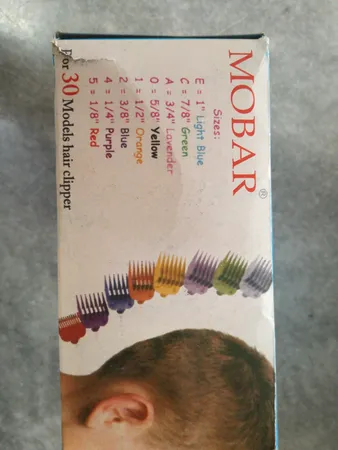 MOBAR®
Sizes:
E = 1" Light Blue
C = 7/8" Green
A = 3/4" Lavender
0 = 5/8" Yellow
1 = 1/2" Orange
2 = 3/8" Blue
4 = 1/4" Purple
5 = 1/8" Red
For 30 Models hair clipper